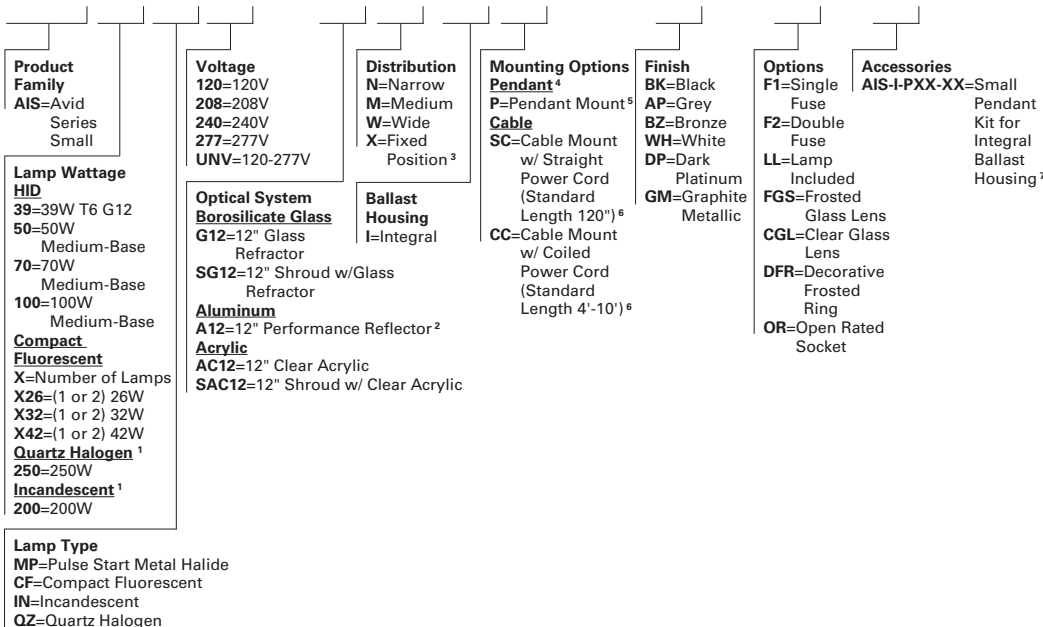 Product
Family
AIS=Avid
Series
Small
Lamp Wattage
HID
39=39W T6 G12
50=50W
Medium-Base
70=70W
Medium-Base
100=100W
Medium-Base
Compact
Fluorescent
X=Number of Lamps
X26=(1 or 2) 26W
X32=(1 or 2) 32W
X42=(1 or 2) 42W
Quartz Halogen ¹
250=250W
Incandescent ¹
200=200W
Lamp Type
MP=Pulse Start Metal Halide
CF=Compact Fluorescent
IN=Incandescent
QZ=Quartz Halogen
Voltage
120=120V
208=208V
240=240V
277=277V
UNV=120-277V
Optical System
Borosilicate Glass
G12=12" Glass
Refractor
SG12=12" Shroud w/Glass
Refractor
Aluminum
A12=12" Performance Reflector ²
Acrylic
AC12=12" Clear Acrylic
SAC12=12" Shroud w/ Clear Acrylic
Distribution
N=Narrow
M=Medium
W=Wide
X=Fixed
Position ³
Ballast
Housing
I=Integral
Mounting Options
Pendant ⁴
P=Pendant Mount ⁵
Cable
SC=Cable Mount
w/ Straight
Power Cord
(Standard
Length 120") ⁶
CC=Cable Mount
w/ Coiled
Power Cord
(Standard
Length 4'-10') ⁶
Finish
BK=Black
AP=Grey
BZ=Bronze
WH=White
DP=Dark
Platinum
GM=Graphite
Metallic
Options
F1=Single
Fuse
F2=Double
Fuse
LL=Lamp
Included
FGS=Frosted
Glass Lens
CGL=Clear Glass
Lens
DFR=Decorative
Frosted
Ring
OR=Open Rated
Socket
Accessories
AIS-I-PXX-XX=Small
Pendant
Kit for
Integral
Ballast
Housing ⁷